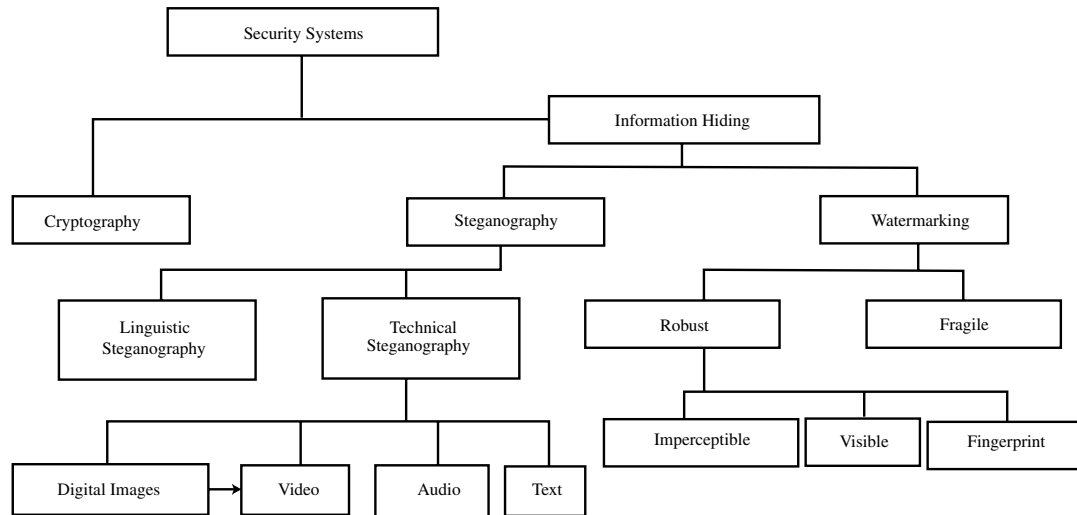 Security Systems
Information Hiding
Cryptography
Steganography
Watermarking
Linguistic
Steganography
Technical
Steganography
Robust
Fragile
Imperceptible
Visible
Fingerprint
Digital Images
Video
Audio
Text